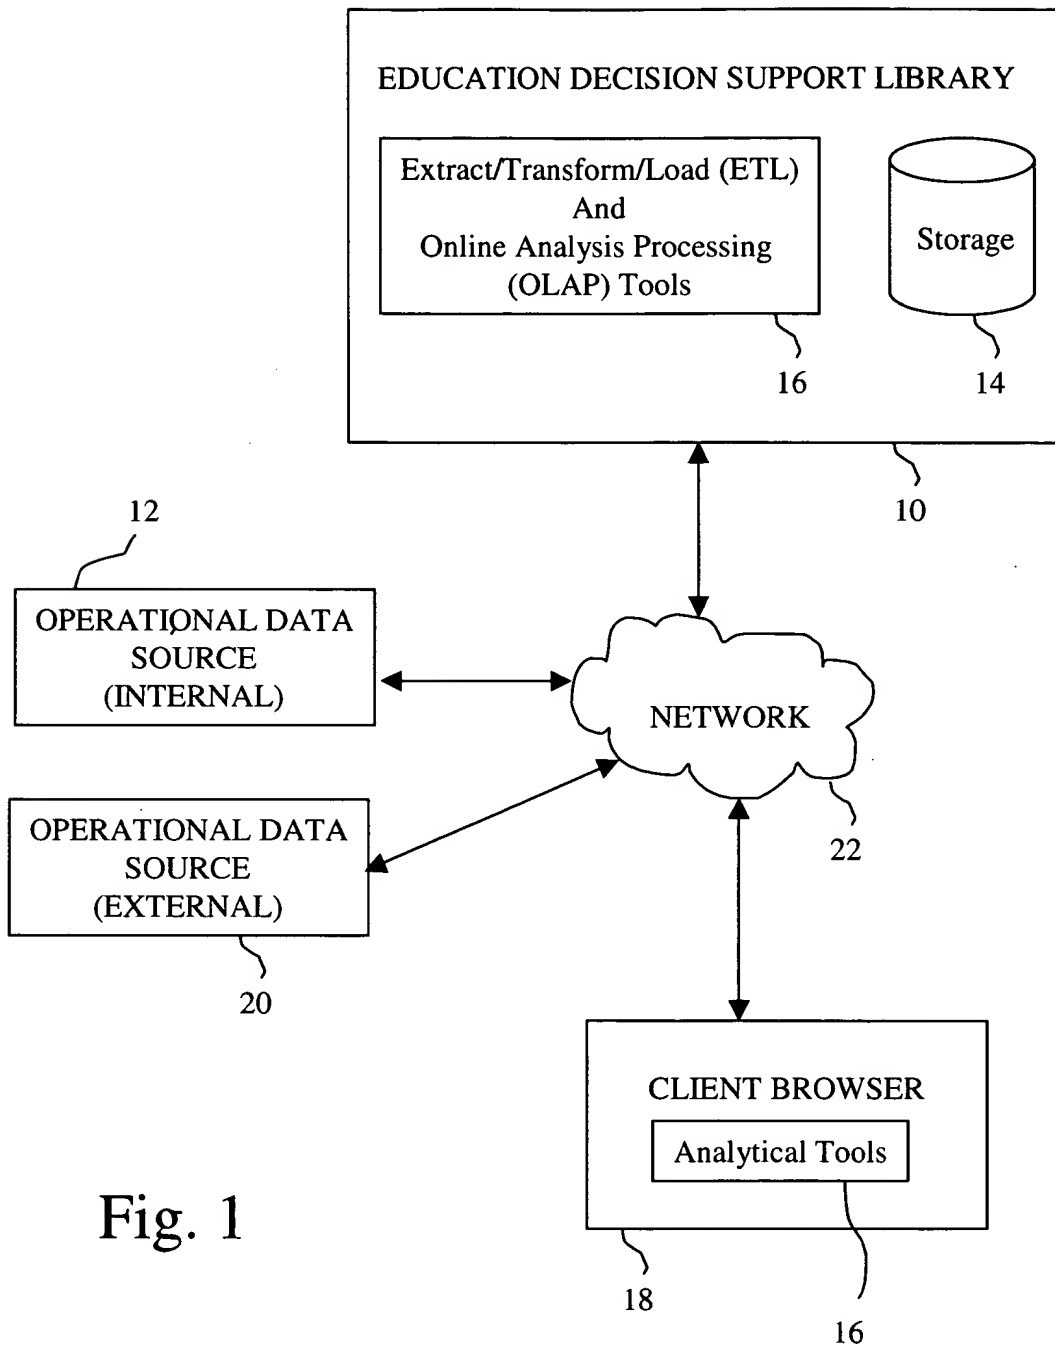 EDUCATION DECISION SUPPORT LIBRARY
Extract/Transform/Load (ETL)
And
Online Analysis Processing
(OLAP) Tools
Storage
16
14
10
12
OPERATIONAL DATA
SOURCE
(INTERNAL)
NETWORK
22
OPERATIONAL DATA
SOURCE
(EXTERNAL)
20
CLIENT BROWSER
Analytical Tools
18
16
Fig. 1